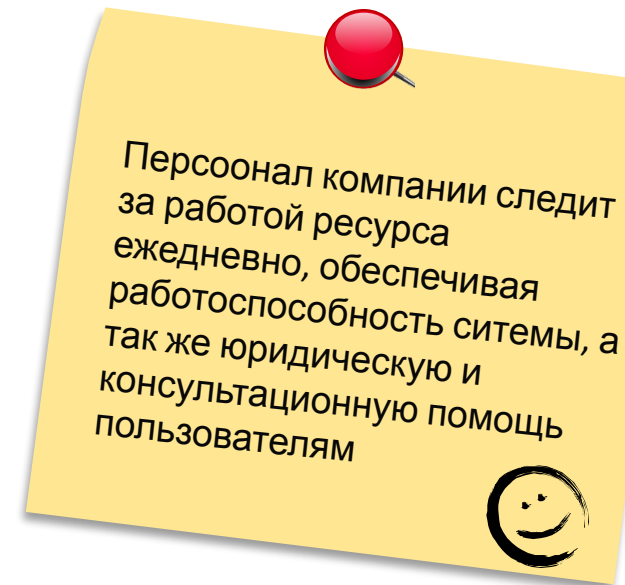 Персоонал компании следит
за работой ресурса
ежедневно, обеспечивая
работоспособность ситемы, а
так же юридическую и
консультационную помощь
пользователям